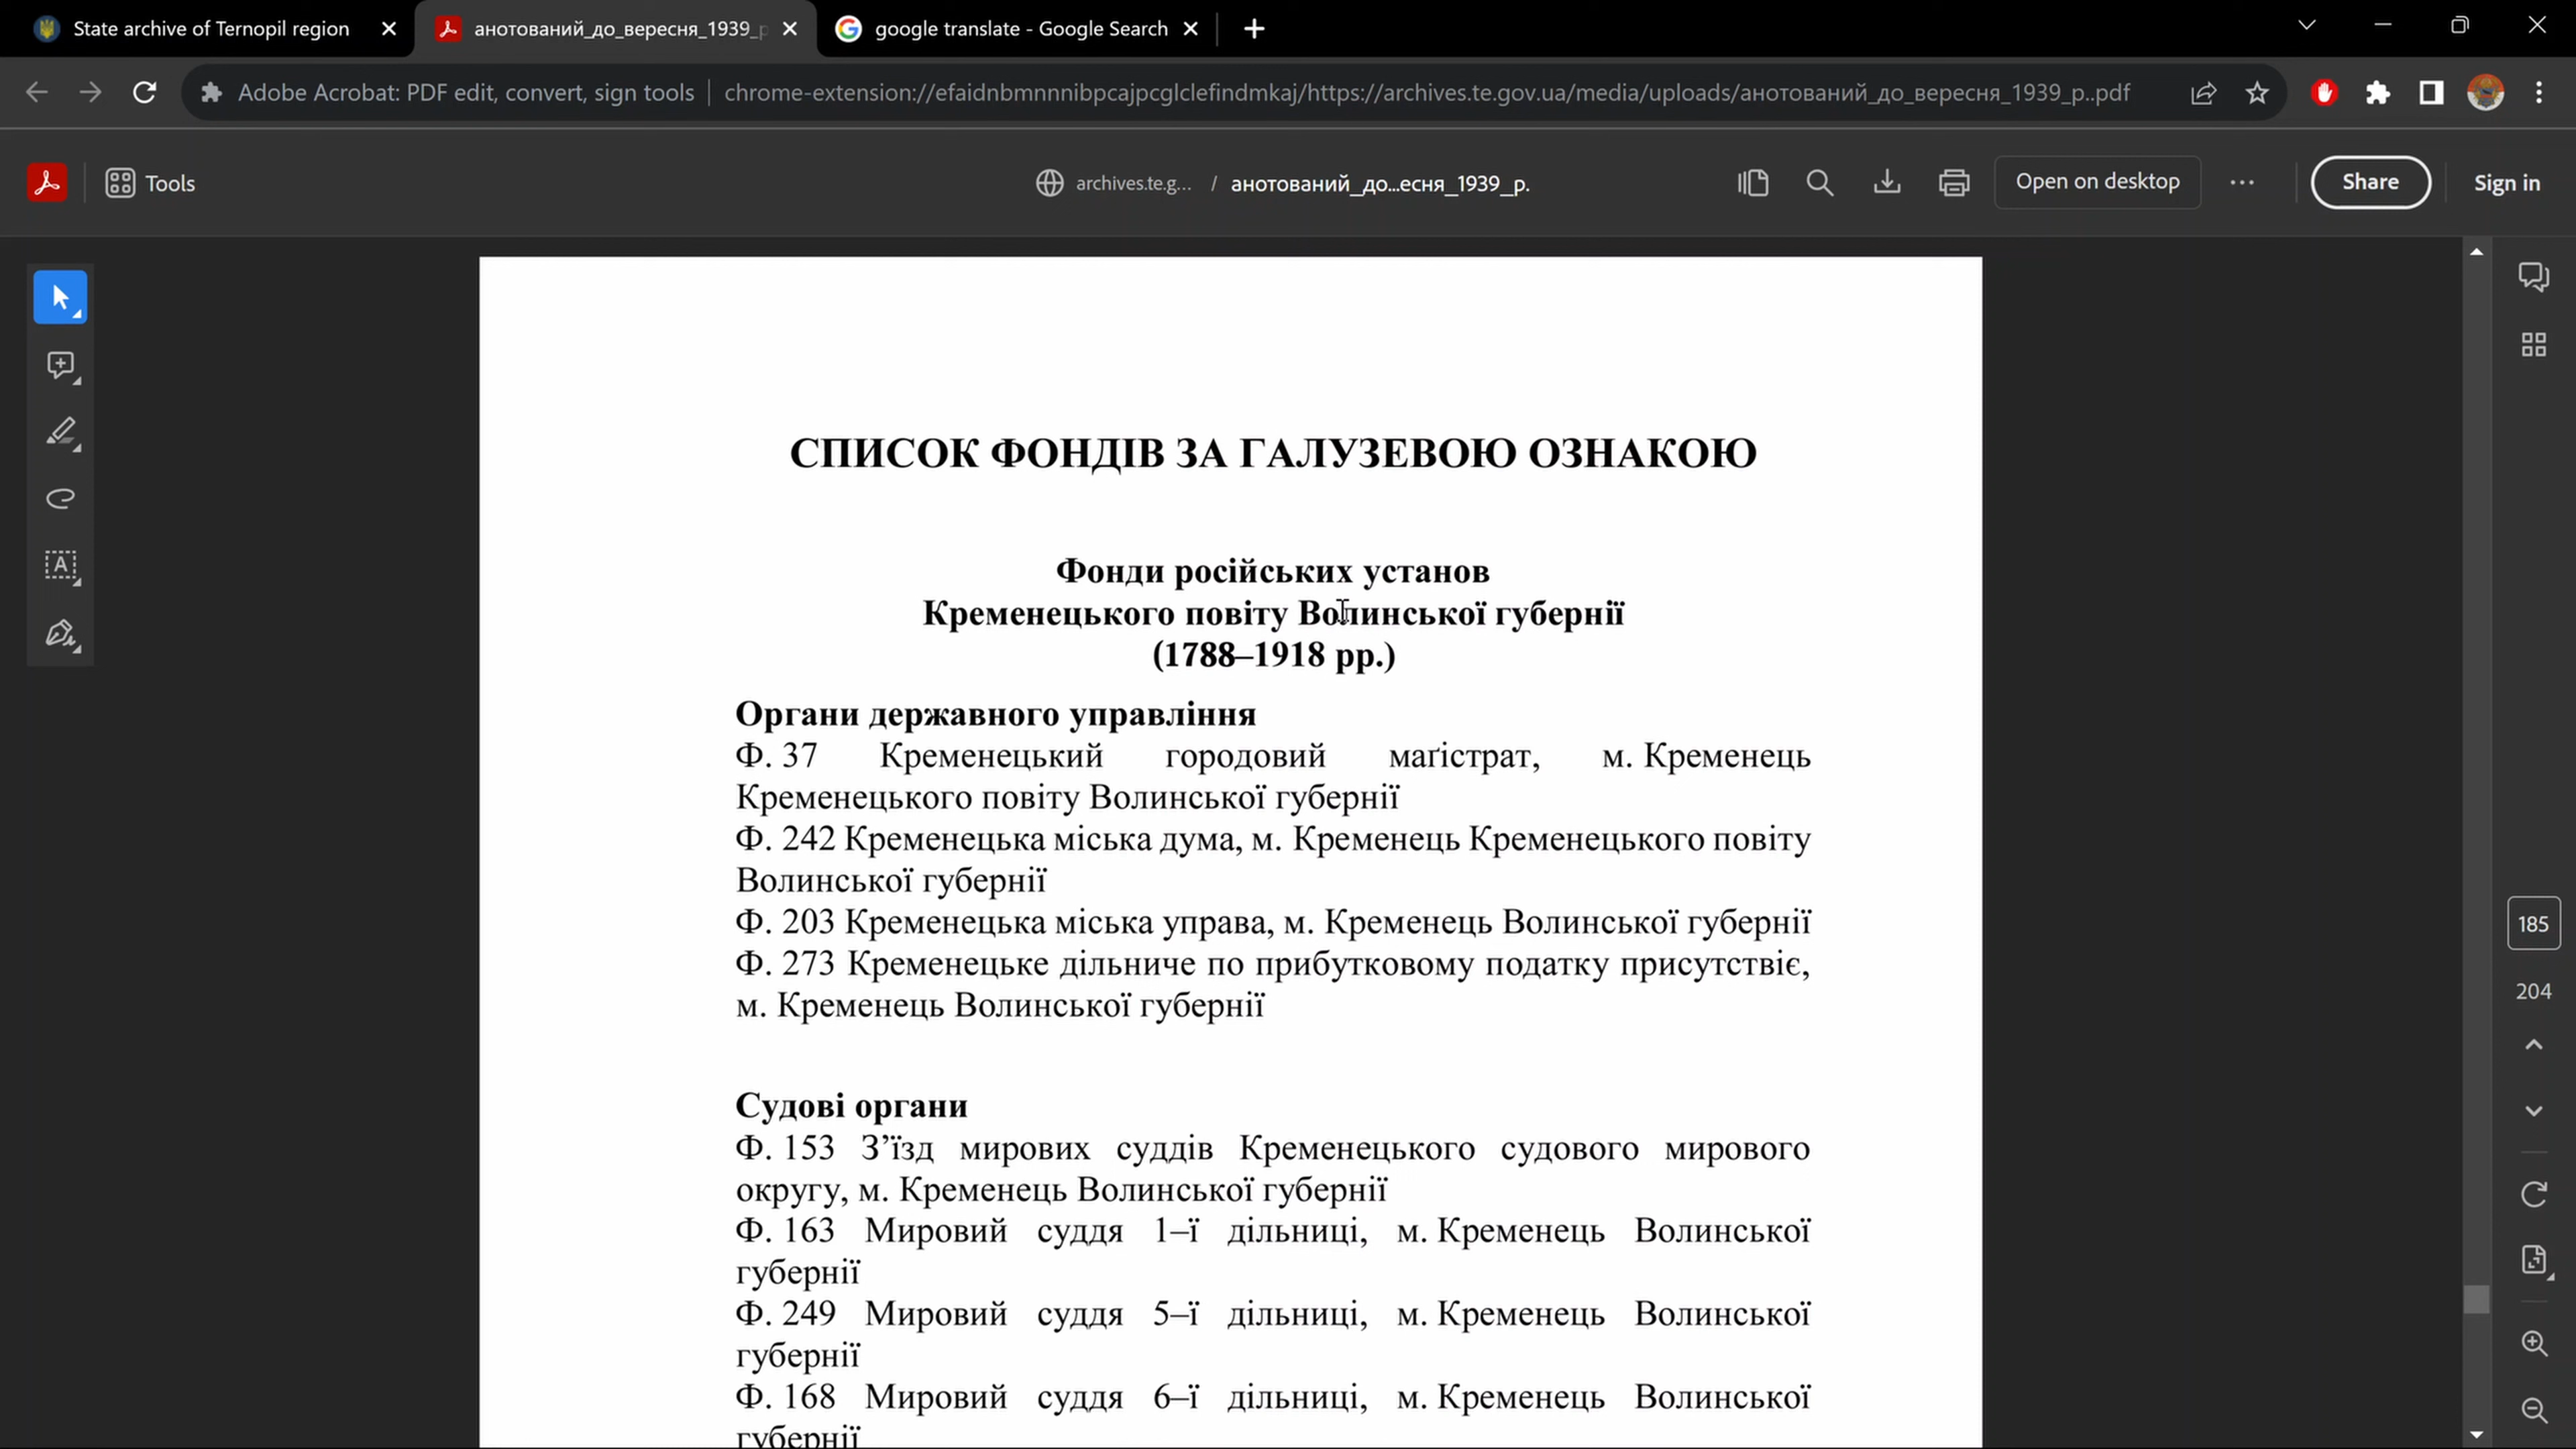 State archive of Ternopil region
анотований_до_вересня_1939_р
google translate - Google Search
Adobe Acrobat: PDF edit, convert, sign tools
chrome-extension://efaidnbmnnnibpcajpcglclefindmkaj/https://archives.te.gov.ua/media/uploads/анотований_до_вересня_1939_р..pdf
Tools
archives.te.g... / анотований_до...есня_1939_р.
Open on desktop
Share
Sign in
СПИСОК ФОНДІВ ЗА ГАЛУЗЕВОЮ ОЗНАКОЮ
Фонди російських установ
Кременецького повіту Волинської губернії
(1788–1918 рр.)
Органи державного управління
Ф. 37 Кременецький городовий маґістрат, м. Кременець
Кременецького повіту Волинської губернії
Ф. 242 Кременецька міська дума, м. Кременець Кременецького повіту
Волинської губернії
Ф. 203 Кременецька міська управа, м. Кременець Волинської губернії
Ф. 273 Кременецьке дільниче по прибутковому податку присутствіє,
м. Кременець Волинської губернії
Судові органи
Ф. 153 З’їзд мирових суддів Кременецького судового мирового
округу, м. Кременець Волинської губернії
Ф. 163 Мировий суддя 1–ї дільниці, м. Кременець Волинської
губернії
Ф. 249 Мировий суддя 5–ї дільниці, м. Кременець Волинської
губернії
Ф. 168 Мировий суддя 6–ї дільниці, м. Кременець Волинської
губернії
185
204